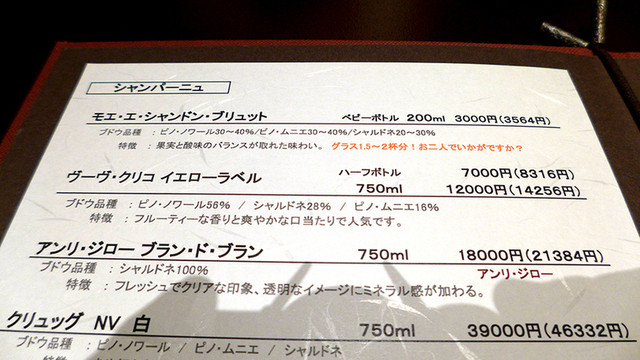 シャンパーニュ
モエ・エ・シャンドン・ブリュット ベビーボトル 200ml 3000円(3564円)
ブドウ品種 : ピノ・ノワール30~40%/ピノ・ムニエ30~40%/シャルドネ20~30%
特徴 : 果実と酸味のバランスが取れた味わい。 グラス1.5~2杯分！お二人でいかがですか？
ヴーヴ・クリコ イエローラベル ハーフボトル 7000円(8316円)
750ml 12000円(14256円)
ブドウ品種 : ピノ・ノワール56% / シャルドネ28% / ピノ・ムニエ16%
特徴 : フルーティーな香りと爽やかな口当たりで人気です。
アンリ・ジロー ブラン・ド・ブラン 750ml 18000円(21384円)
ブドウ品種 : シャルドネ100% アンリ・ジロー
特徴 : フレッシュでクリアな印象、透明なイメージにミネラル感が加わる。
クリュッグ NV 白 750ml 39000円(46332円)
ブドウ品種 : ピノ・ノワール / ピノ・ムニエ / シャルドネ